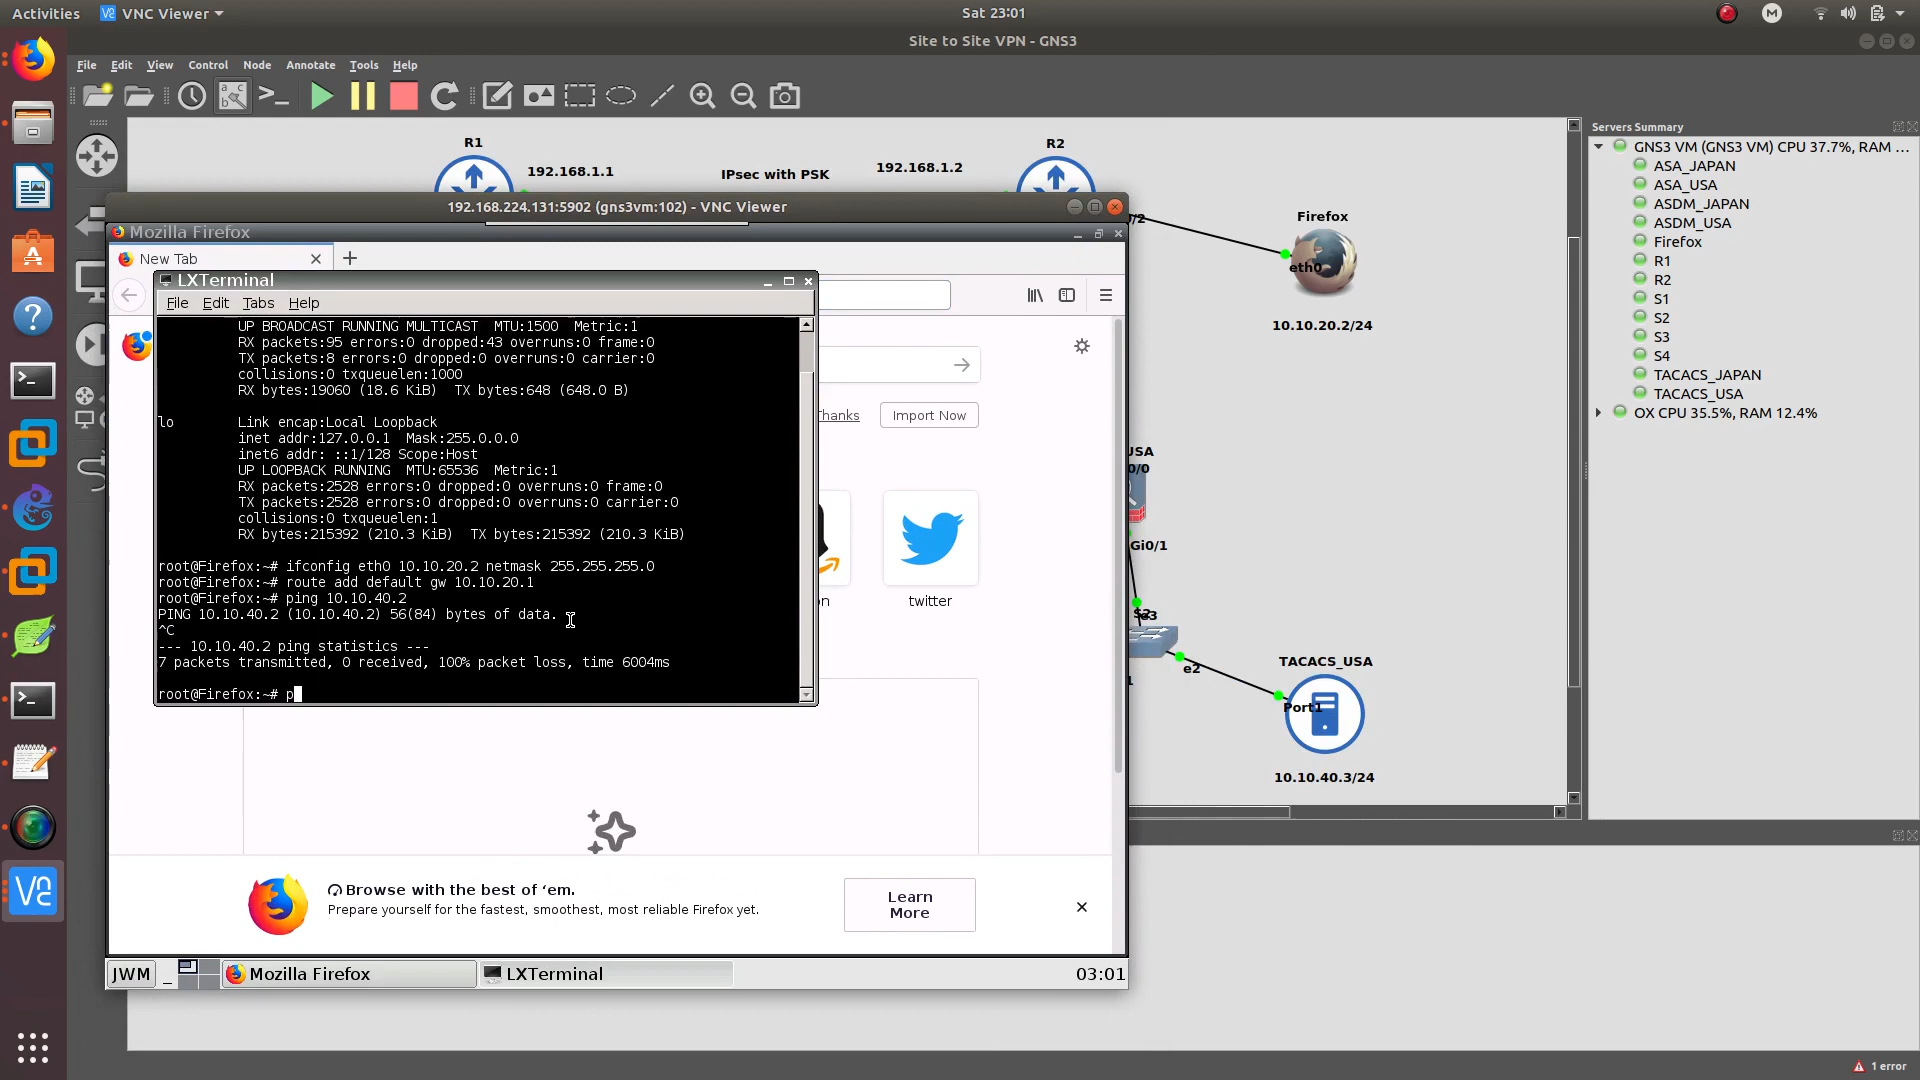 Activities
VNC Viewer
Sat 23:01
Site to Site VPN - GNS3
File Edit View Control Node Annotate Tools Help
R1
192.168.1.1
IPsec with PSK
192.168.1.2
R2
192.168.224.131:5902 (gns3vm:102) - VNC Viewer
Mozilla Firefox
New Tab
LXTerminal
File Edit Tabs Help
UP BROADCAST RUNNING MULTICAST MTU:1500 Metric:1
RX packets:95 errors:0 dropped:43 overruns:0 frame:0
TX packets:8 errors:0 dropped:0 overruns:0 carrier:0
collisions:0 txqueuelen:1000
RX bytes:19060 (18.6 KiB) TX bytes:648 (648.0 B)
lo Link encap:Local Loopback
inet addr:127.0.0.1 Mask:255.0.0.0
inet6 addr: ::1/128 Scope:Host
UP LOOPBACK RUNNING MTU:65536 Metric:1
RX packets:2528 errors:0 dropped:0 overruns:0 frame:0
TX packets:2528 errors:0 dropped:0 overruns:0 carrier:0
collisions:0 txqueuelen:1
RX bytes:215392 (210.3 KiB) TX bytes:215392 (210.3 KiB)
root@Firefox:~# ifconfig eth0 10.10.20.2 netmask 255.255.255.0
root@Firefox:~# route add default gw 10.10.20.1
root@Firefox:~# ping 10.10.40.2
PING 10.10.40.2 (10.10.40.2) 56(84) bytes of data.
^C
--- 10.10.40.2 ping statistics ---
7 packets transmitted, 0 received, 100% packet loss, time 6004ms
root@Firefox:~# p
Thanks
Import Now
on
twitter
Browse with the best of ‘em.
Prepare yourself for the fastest, smoothest, most reliable Firefox yet.
Learn More
JWM
Mozilla Firefox
LXTerminal
03:01
/2
Firefox
eth0
10.10.20.2/24
USA
0/0
Gi0/1
e3
e2
TACACS_USA
Port1
10.10.40.3/24
Servers Summary
GNS3 VM (GNS3 VM) CPU 37.7%, RAM ...
ASA_JAPAN
ASA_USA
ASDM_JAPAN
ASDM_USA
Firefox
R1
R2
S1
S2
S3
S4
TACACS_JAPAN
TACACS_USA
OX CPU 35.5%, RAM 12.4%
1 error